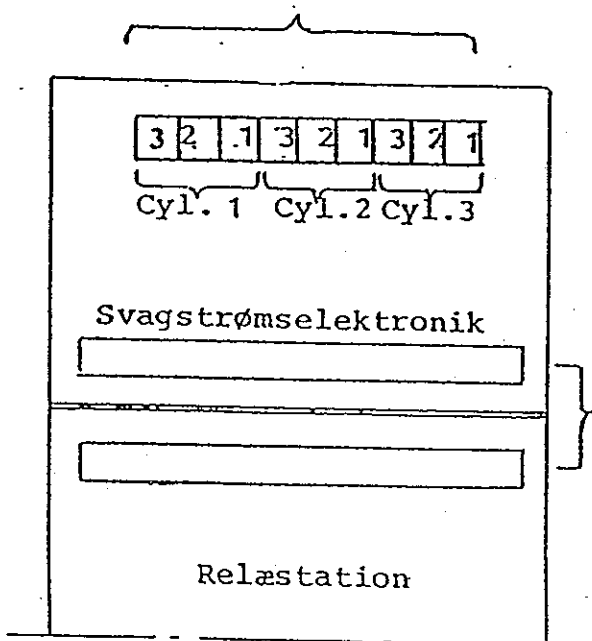 3 2 1 3 2 1 3 2 1
Cyl. 1 Cyl.2 Cyl.3
Svagstrømselektronik
Relæstation